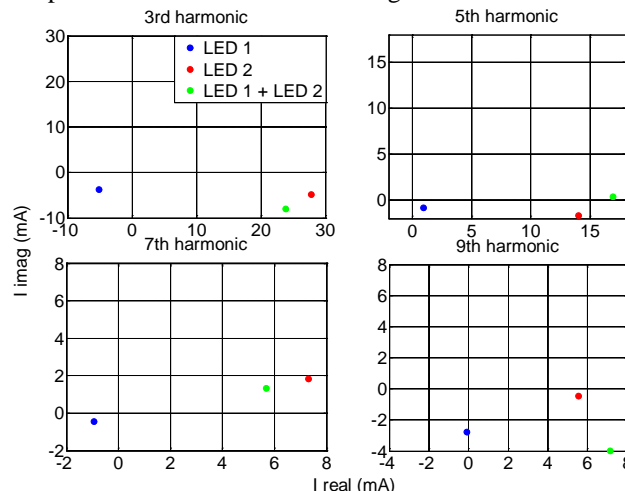 3rd harmonic
5th harmonic
LED 1
LED 2
LED 1 + LED 2
30
20
10
0
-10
-10 0 10 20 30
15
10
5
0
0 5 10 15
7th harmonic
9th harmonic
8
6
4
2
0
-2
-2 0 2 4 6 8
8
6
4
2
0
-2
-4
-4 -2 0 2 4 6 8
I imag (mA)
I real (mA)